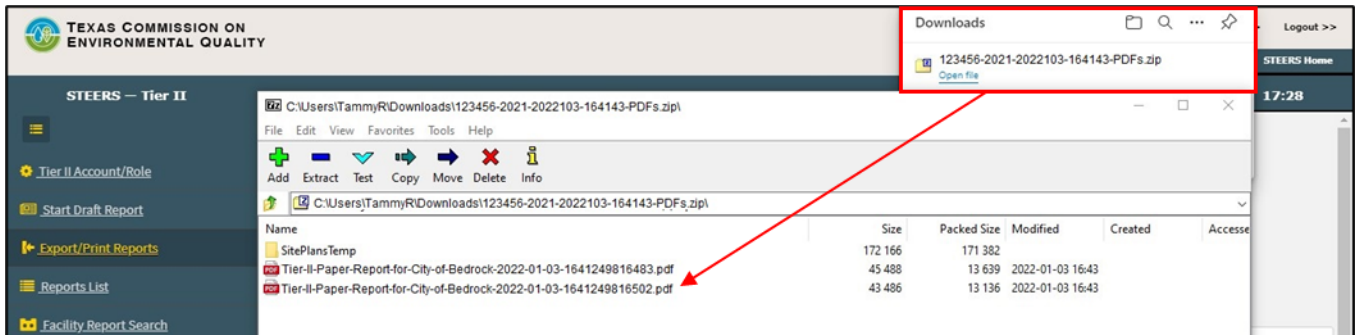 TEXAS COMMISSION ON
ENVIRONMENTAL QUALITY
Downloads
Logout >>
123456-2021-2022103-164143-PDFs.zip
Open file
STEERS Home
STEERS — Tier II
17:28
C:\Users\TammyR\Downloads\123456-2021-2022103-164143-PDFs.zip\
File Edit View Favorites Tools Help
Add Extract Test Copy Move Delete Info
Tier II Account/Role
C:\Users\TammyR\Downloads\123456-2021-2022103-164143-PDFs.zip\
Start Draft Report
Name Size Packed Size Modified Created Accesse
SitePlansTemp 172 166 171 382
Export/Print Reports
Tier-II-Paper-Report-for-City-of-Bedrock-2022-01-03-1641249816483.pdf 45 488 13 639 2022-01-03 16:43
Reports List
Tier-II-Paper-Report-for-City-of-Bedrock-2022-01-03-1641249816502.pdf 43 486 13 136 2022-01-03 16:43
Facility Report Search